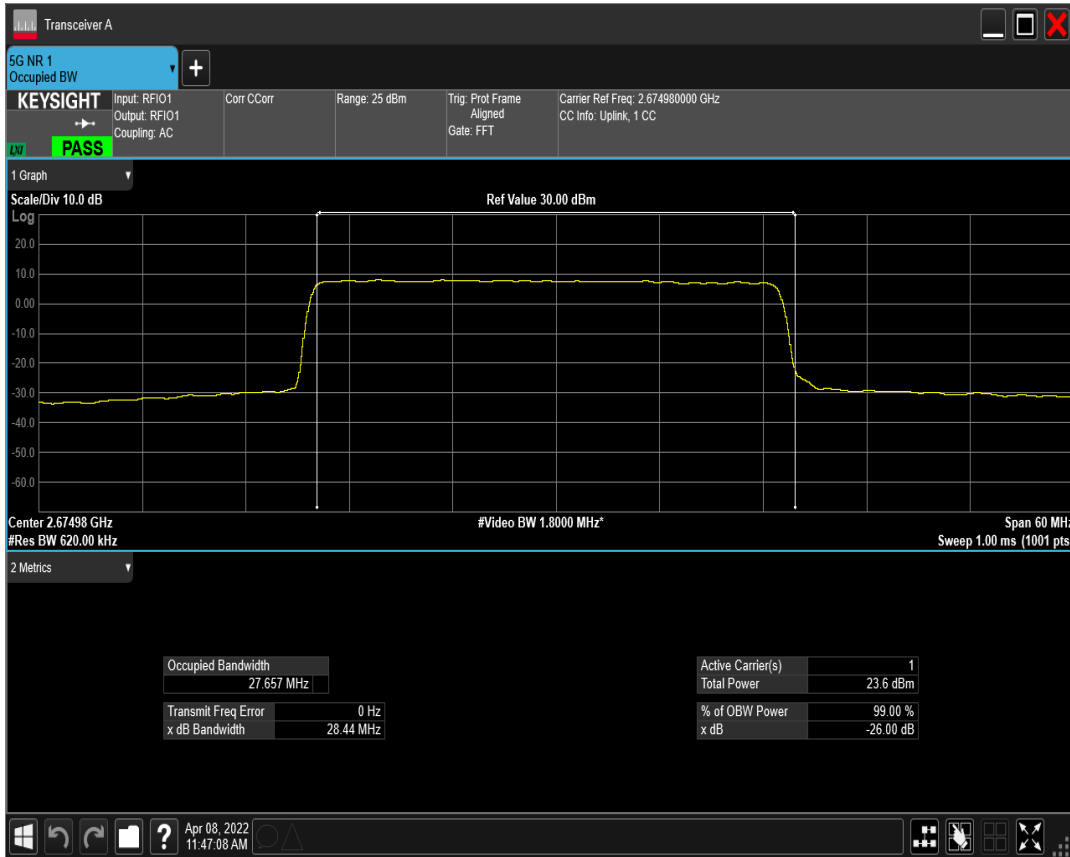 Transceiver A
5G NR 1
Occupied BW
KEYSIGHT
LXI
PASS
Input: RFIO1
Output: RFIO1
Coupling: AC
Corr CCorr
Range: 25 dBm
Trig: Prot Frame
Aligned
Gate: FFT
Carrier Ref Freq: 2.674980000 GHz
CC Info: Uplink, 1 CC
1 Graph
Scale/Div 10.0 dB
Ref Value 30.00 dBm
Log
20.0
10.0
0.00
-10.0
-20.0
-30.0
-40.0
-50.0
-60.0
Center 2.67498 GHz
#Video BW 1.8000 MHz*
Span 60 MHz
#Res BW 620.00 kHz
Sweep 1.00 ms (1001 pts
2 Metrics
Occupied Bandwidth
27.657 MHz
Transmit Freq Error 0 Hz
x dB Bandwidth 28.44 MHz
Active Carrier(s) 1
Total Power 23.6 dBm
% of OBW Power 99.00 %
x dB -26.00 dB
?
Apr 08, 2022
11:47:08 AM